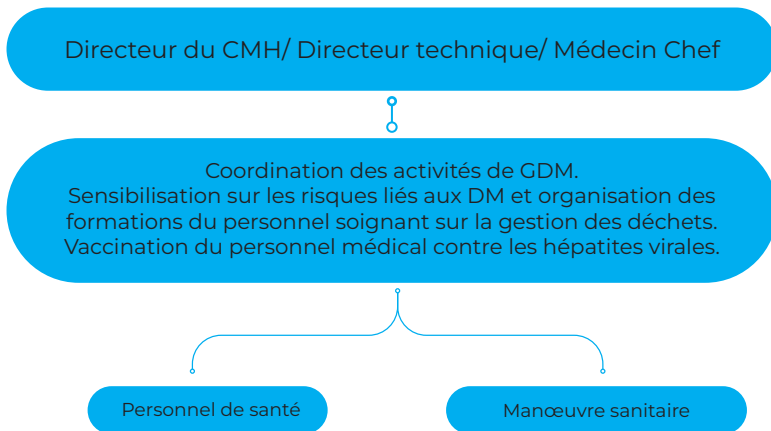 Directeur du CMH/ Directeur technique/ Médecin Chef
Coordination des activités de GDM.
Sensibilisation sur les risques liés aux DM et organisation des
formations du personnel soignant sur la gestion des déchets.
Vaccination du personnel médical contre les hépatites virales.
Personnel de santé
Manœuvre sanitaire